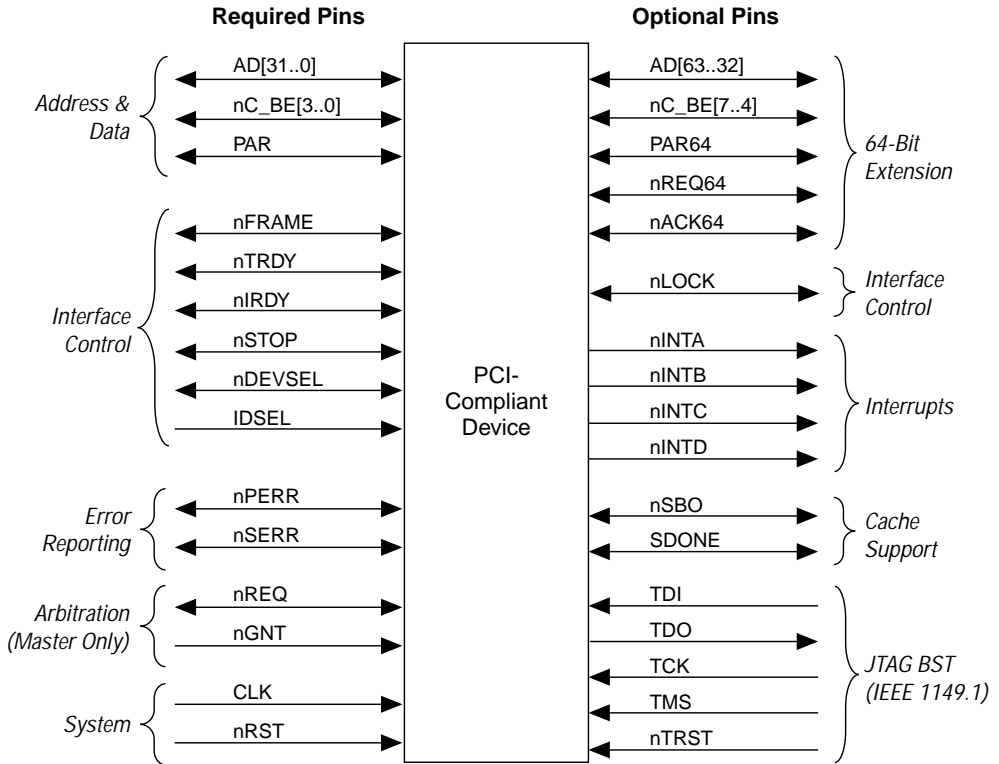 Required Pins
Optional Pins
Address &
Data
AD[31..0]
nC_BE[3..0]
PAR
Interface
Control
nFRAME
nTRDY
nIRDY
nSTOP
nDEVSEL
IDSEL
Error
Reporting
nPERR
nSERR
Arbitration
(Master Only)
nREQ
nGNT
System
CLK
nRST
PCI-
Compliant
Device
AD[63..32]
nC_BE[7..4]
PAR64
nREQ64
nACK64
64-Bit
Extension
nLOCK
Interface
Control
nINTA
nINTB
nINTC
nINTD
Interrupts
nSBO
SDONE
Cache
Support
TDI
TDO
TCK
TMS
nTRST
JTAG BST
(IEEE 1149.1)